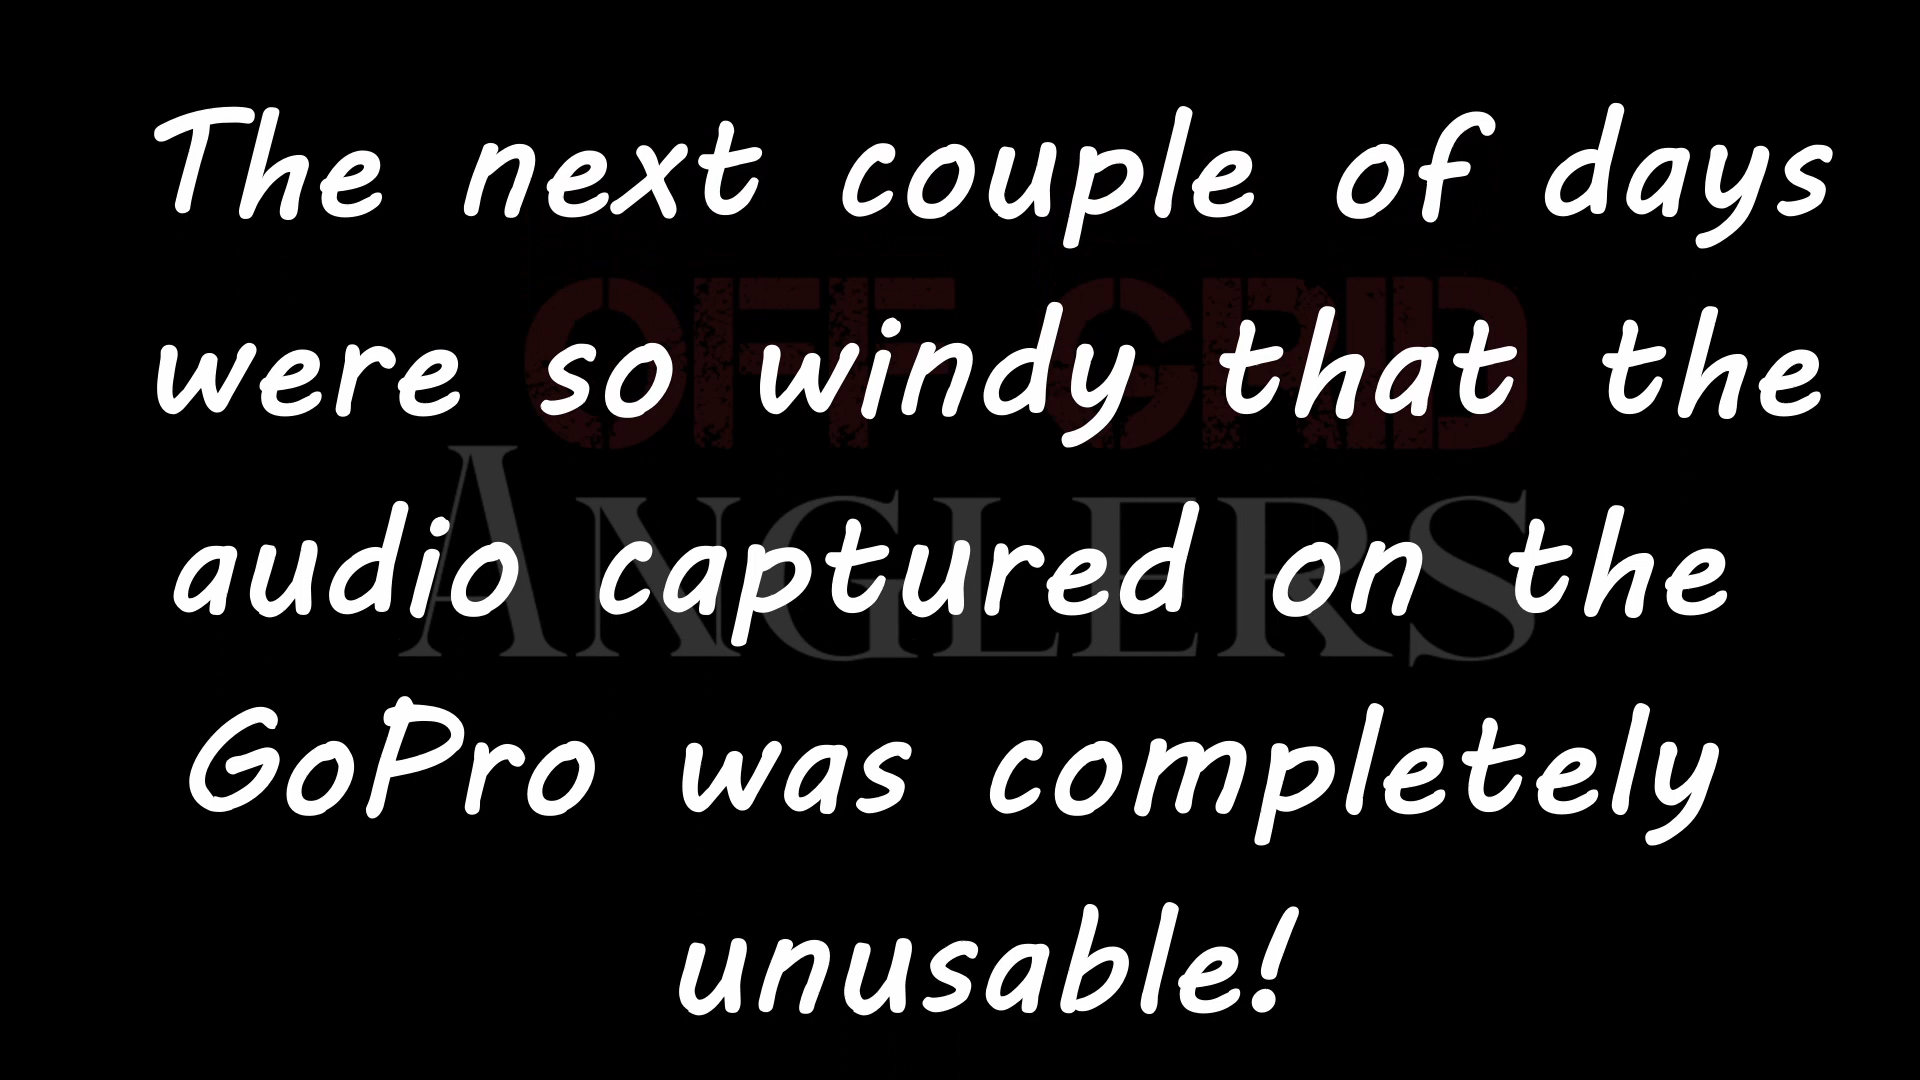 The next couple of days
were so windy that the
audio captured on the
GoPro was completely
unusable!
OFF GRID
ANGLERS